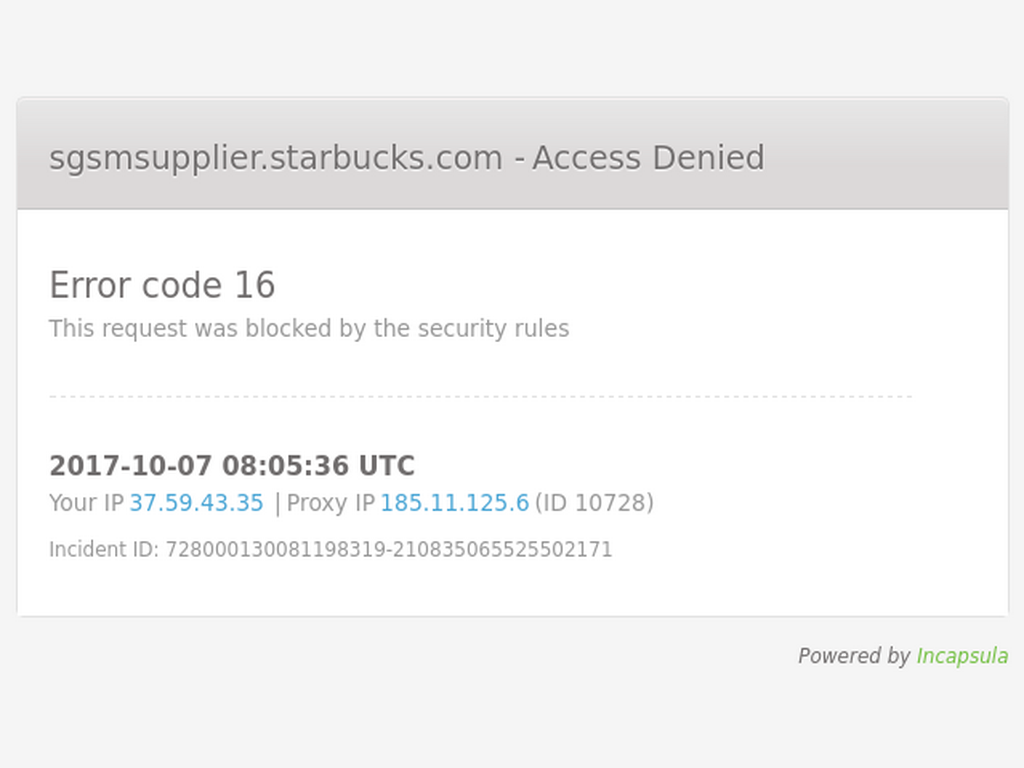 sgsmsupplier.starbucks.com - Access Denied
Error code 16
This request was blocked by the security rules
2017-10-07 08:05:36 UTC
Your IP 37.59.43.35 | Proxy IP 185.11.125.6 (ID 10728)
Incident ID: 728000130081198319-210835065525502171
Powered by Incapsula